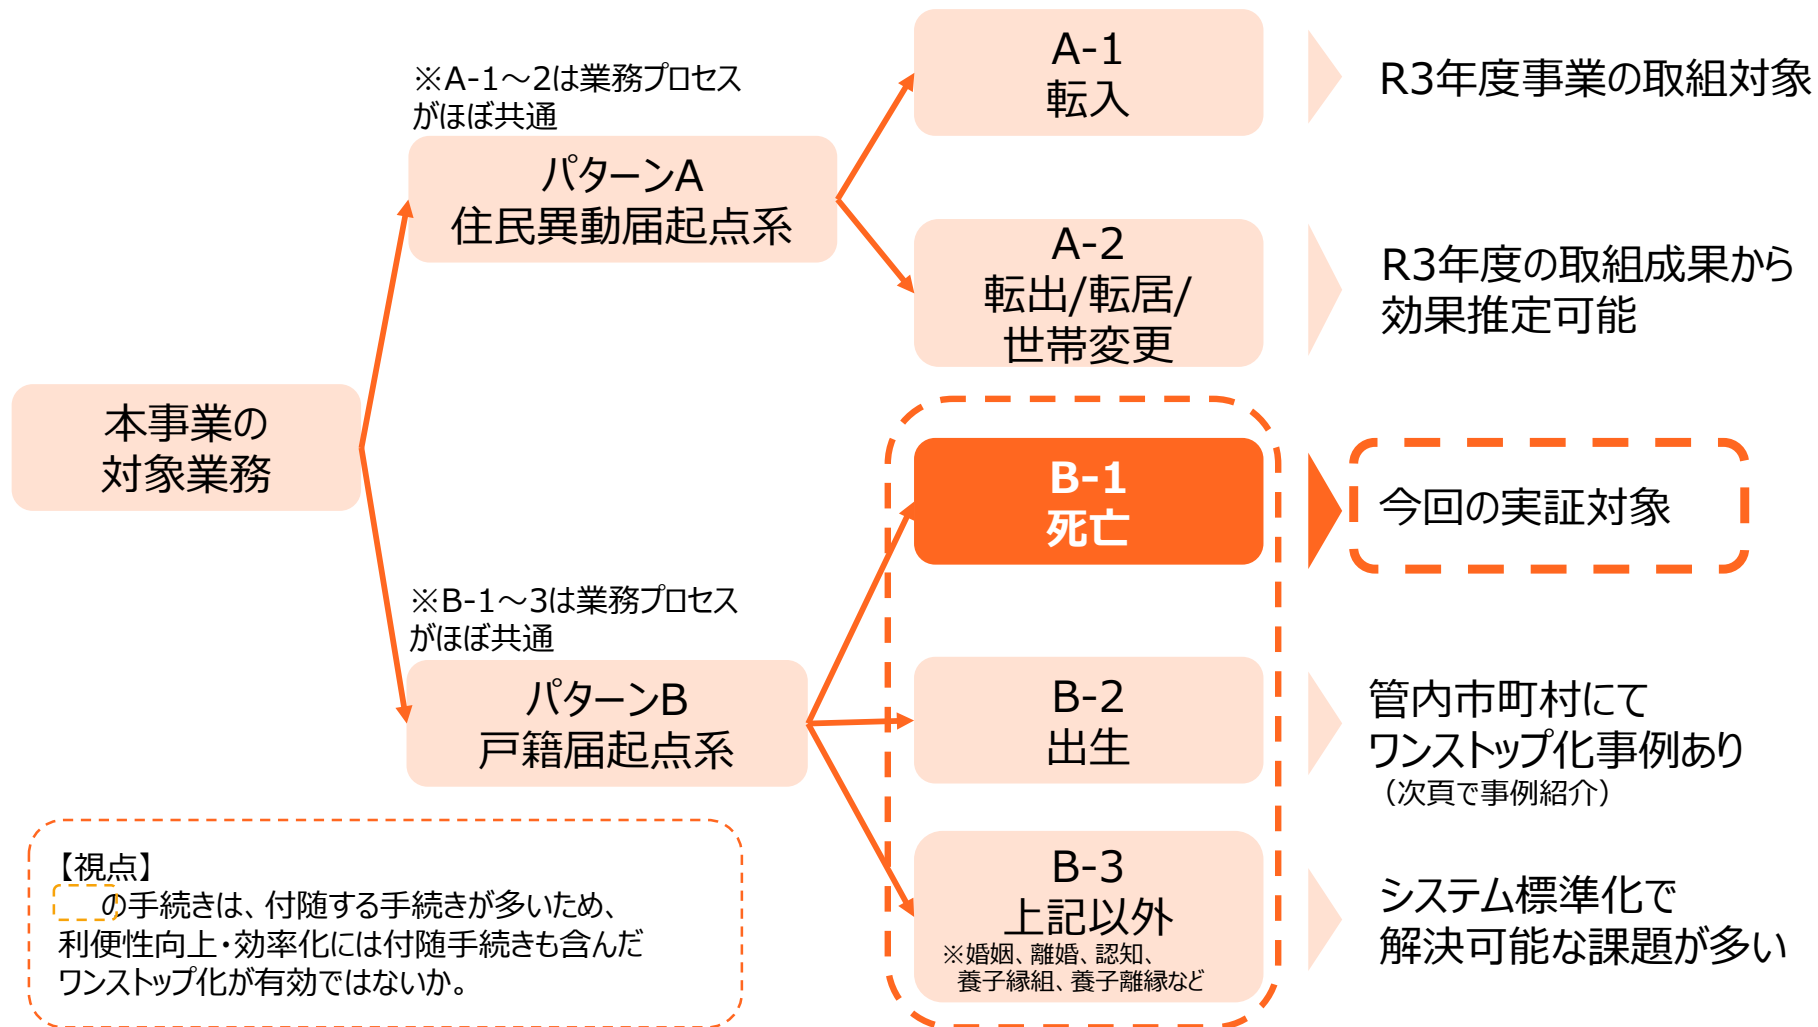 本事業の
対象業務
※A-1～2は業務プロセス
がほぼ共通
パターンA
住民異動届起点系
A-1
転入
R3年度事業の取組対象
A-2
転出/転居/
世帯変更
R3年度の取組成果から
効果推定可能
※B-1～3は業務プロセス
がほぼ共通
パターンB
戸籍届起点系
B-1
死亡
今回の実証対象
B-2
出生
管内市町村にて
ワンストップ化事例あり
（次頁で事例紹介）
B-3
上記以外
※婚姻、離婚、認知、
養子縁組、養子離縁など
システム標準化で
解決可能な課題が多い
【視点】
の手続きは、付随する手続きが多いため、
利便性向上・効率化には付随手続きも含んだ
ワンストップ化が有効ではないか。